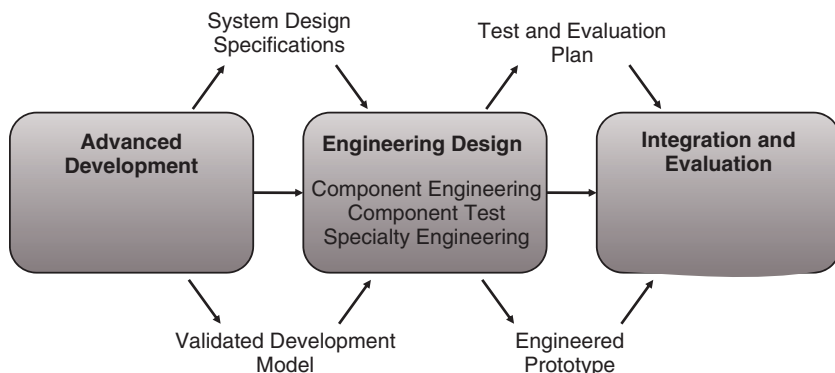 System Design
Specifications
Test and Evaluation
Plan
Advanced
Development
Engineering Design
Component Engineering
Component Test
Specialty Engineering
Integration and
Evaluation
Validated Development
Model
Engineered
Prototype